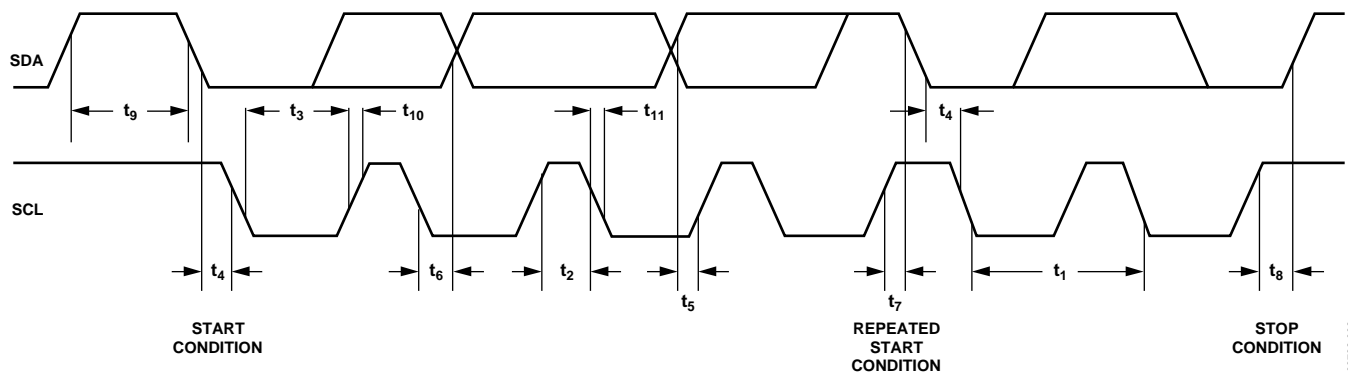 SDA
t9
t3
t10
t11
t4
SCL
t4
t6
t2
t5
t7
t1
t8
START
CONDITION
REPEATED
START
CONDITION
STOP
CONDITION